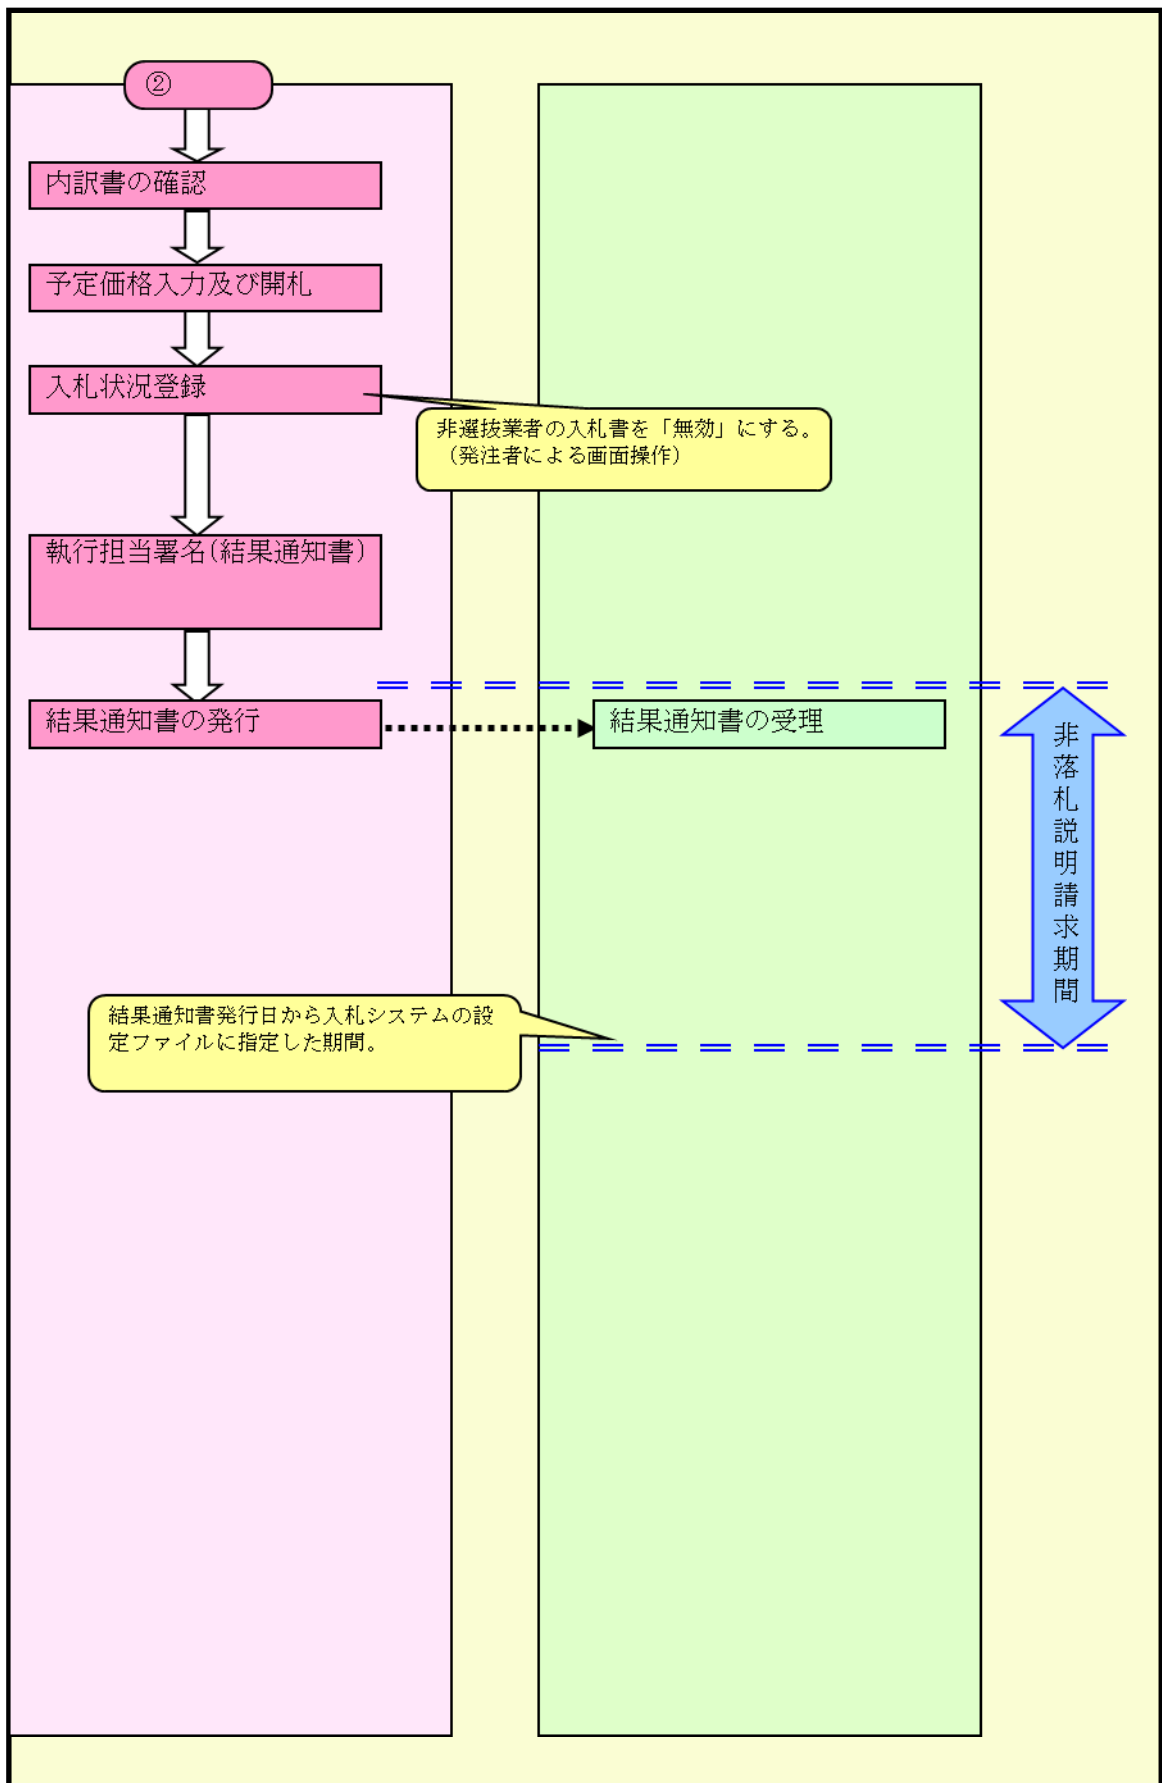 ②
内訳書の確認
予定価格入力及び開札
入札状況登録
非選抜業者の入札書を「無効」にする。
（発注者による画面操作）
執行担当署名(結果通知書)
結果通知書の発行
結果通知書の受理
非落札説明請求期間
結果通知書発行日から入札システムの設
定ファイルに指定した期間。